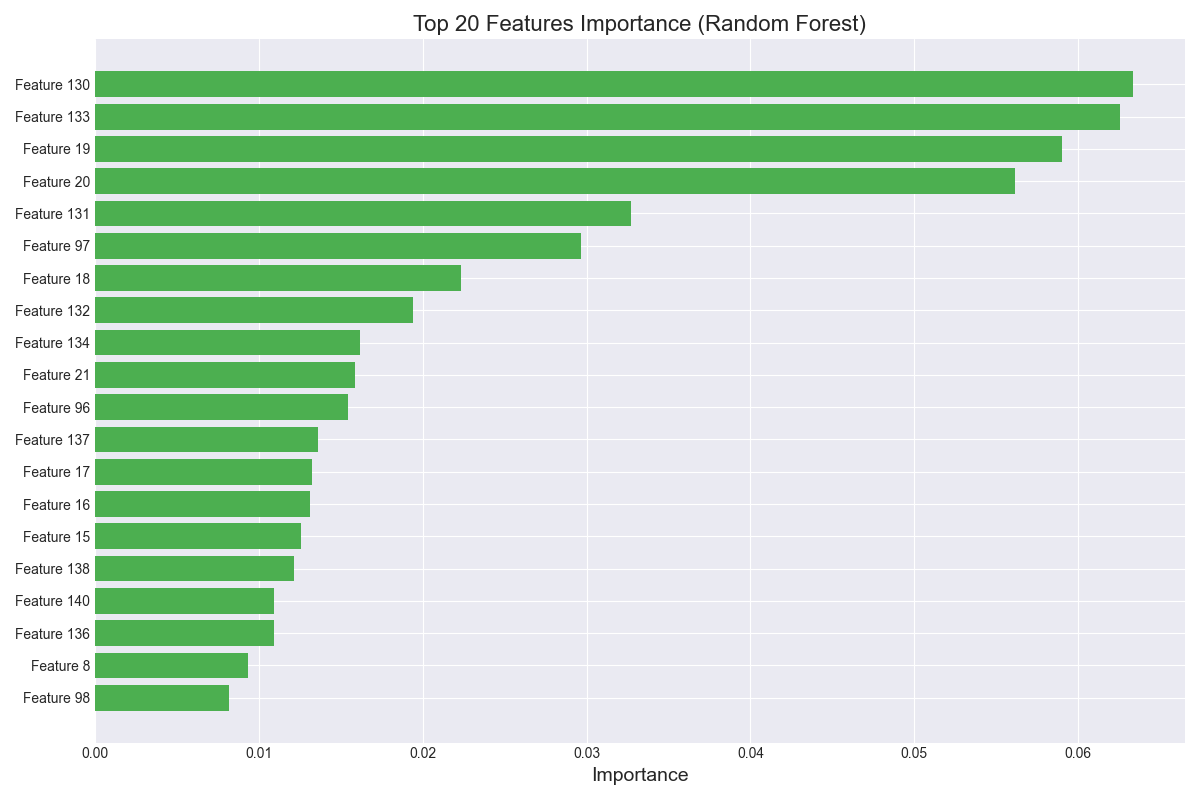 Top 20 Features Importance (Random Forest)
Feature 130
Feature 133
Feature 19
Feature 20
Feature 131
Feature 97
Feature 18
Feature 132
Feature 134
Feature 21
Feature 96
Feature 137
Feature 17
Feature 16
Feature 15
Feature 138
Feature 140
Feature 136
Feature 8
Feature 98
0.00 0.01 0.02 0.03 0.04 0.05 0.06
Importance